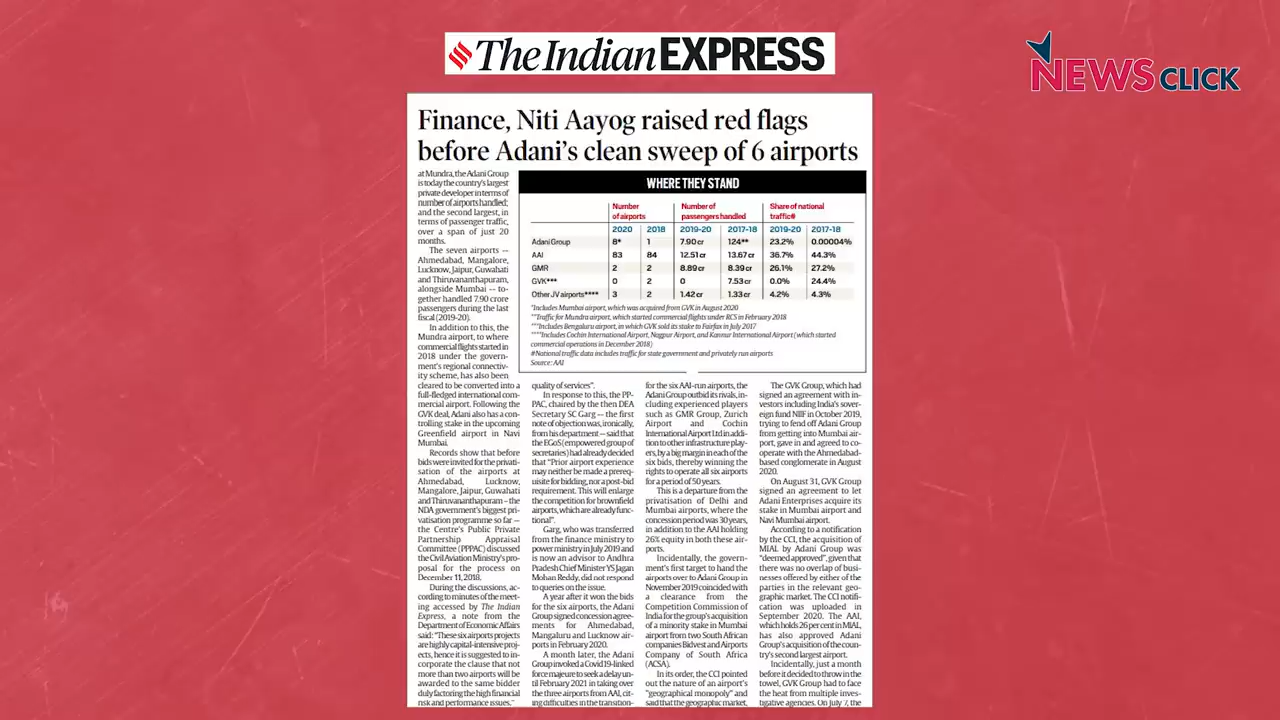 The Indian EXPRESS
NEWSCLICK
Finance, Niti Aayog raised red flags
before Adani's clean sweep of 6 airports
at Mundra, the Adani Group
is today the country's largest
private developer in terms of
number of airports handled;
and the second largest, in
terms of passenger traffic,
over a span of just 20
months.
The seven airports --
Ahmedabad, Mangalore,
Lucknow, Jaipur, Guwahati
and Thiruvananthapuram,
alongside Mumbai -- to-
gether handled 7.90 crore
passengers during the last
fiscal (2019-20).
In addition to this, the
Mundra airport, to where
commercial flights started in
2018 under the govern-
ment's regional connectiv-
ity scheme, has also been
cleared to be converted into a
full-fledged international com-
mercial airport. Following the
GVK deal, Adani also has a con-
trolling stake in the upcoming
Greenfield airport in Navi
Mumbai.
Records show that before
bids were invited for the privati-
sation of the airports at
Ahmedabad, Lucknow,
Mangalore, Jaipur, Guwahati
and Thiruvananthapuram – the
NDA government's biggest pri-
vatisation programme so far —
the Centre's Public Private
Partnership Appraisal
Committee (PPPAC) discussed
the Civil Aviation Ministry's pro-
posal for the process on
December 11, 2018.
During the discussions, ac-
cording to minutes of the meet-
ing accessed by The Indian
Express, a note from the
Department of Economic Affairs
said: "These six airports projects
are highly capital-intensive proj-
ects, hence it is suggested to in-
corporate the clause that not
more than two airports will be
awarded to the same bidder
duly factoring the high financial
risk and performance issues."
WHERE THEY STAND
Number of airports Number of passengers handled Share of national traffic#
2020 2018 2019-20 2017-18 2019-20 2017-18
Adani Group 8* 1 7.90 cr 124** 23.2% 0.00004%
AAI 83 84 12.51 cr 13.67 cr 36.7% 44.3%
GMR 2 2 8.89 cr 8.39 cr 26.1% 27.2%
GVK*** 0 2 0 7.53 cr 0.0% 24.4%
Other JV airports**** 3 2 1.42 cr 1.33 cr 4.2% 4.3%
*Includes Mumbai airport, which was acquired from GVK in August 2020
**Traffic for Mundra airport, which started commercial flights under RCS in February 2018
***Includes Bengaluru airport, in which GVK sold its stake to Fairfax in July 2017
****Includes Cochin International Airport, Nagpur Airport, and Kannur International Airport (which started
commercial operations in December 2018)
#National traffic data includes traffic for state government and privately run airports
Source: AAI
quality of services".
In response to this, the PP-
PAC, chaired by the then DEA
Secretary SC Garg -- the first
note of objection was, ironically,
from his department -- said that
the EGoS (empowered group of
secretaries) had already decided
that "Prior airport experience
may neither be made a prereq-
uisite for bidding, nor a post-bid
requirement. This will enlarge
the competition for brownfield
airports, which are already func-
tional".
Garg, who was transferred
from the finance ministry to
power ministry in July 2019 and
is now an advisor to Andhra
Pradesh Chief Minister YS Jagan
Mohan Reddy, did not respond
to queries on the issue.
A year after it won the bids
for the six airports, the Adani
Group signed concession agree-
ments for Ahmedabad,
Mangaluru and Lucknow air-
ports in February 2020.
A month later, the Adani
Group invoked a Covid19-linked
force majeure to seek a delay un-
til February 2021 in taking over
the three airports from AAI, cit-
ing difficulties in the transition-
for the six AAI-run airports, the
Adani Group outbid its rivals, in-
cluding experienced players
such as GMR Group, Zurich
Airport and Cochin
International Airport Ltd in addi-
tion to other infrastructure play-
ers, by a big margin in each of the
six bids, thereby winning the
rights to operate all six airports
for a period of 50 years.
This is a departure from the
privatisation of Delhi and
Mumbai airports, where the
concession period was 30 years,
in addition to the AAI holding
26% equity in both these air-
ports.
Incidentally, the govern-
ment's first target to hand the
airports over to Adani Group in
November 2019 coincided with
a clearance from the
Competition Commission of
India for the group's acquisition
of a minority stake in Mumbai
airport from two South African
companies Bidvest and Airports
Company of South Africa
(ACSA).
In its order, the CCI pointed
out the nature of an airport's
"geographical monopoly" and
said that the geographic market,
The GVK Group, which had
signed an agreement with in-
vestors including India's sover-
eign fund NIIF in October 2019,
trying to fend off Adani Group
from getting into Mumbai air-
port, gave in and agreed to co-
operate with the Ahmedabad-
based conglomerate in August
2020.
On August 31, GVK Group
signed an agreement to let
Adani Enterprises acquire its
stake in Mumbai airport and
Navi Mumbai airport.
According to a notification
by the CCI, the acquisition of
MIAL by Adani Group was
"deemed approved", given that
there was no overlap of busi-
nesses offered by either of the
parties in the relevant geo-
graphic market. The CCI notifi-
cation was uploaded in
September 2020. The AAI,
which holds 26 per cent in MIAL,
has also approved Adani
Group's acquisition of the coun-
try's second largest airport.
Incidentally, just a month
before it decided to throw in the
towel, GVK Group had to face
the heat from multiple inves-
tigative agencies. On July 7, the